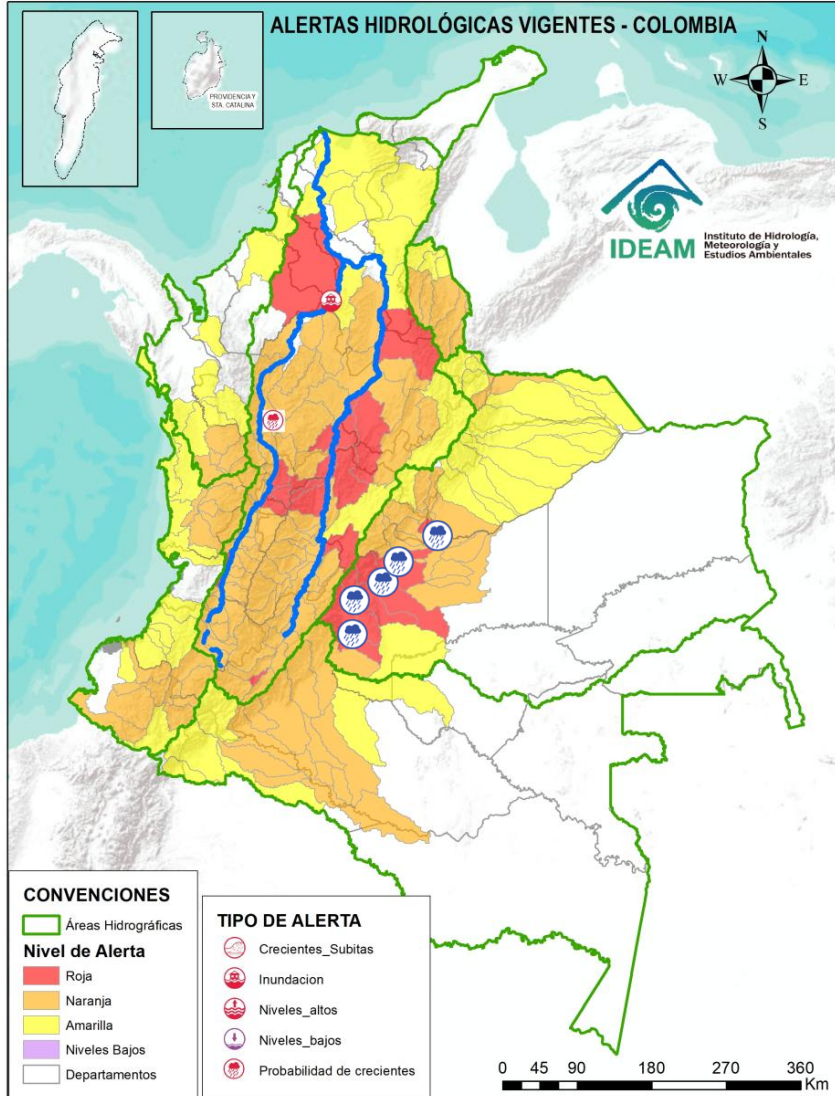 ALERTAS HIDROLÓGICAS VIGENTES - COLOMBIA
PROVIDENCIA Y
STA. CATALINA
N
W
E
S
IDEAM
Instituto de Hidrología,
Meteorología y
Estudios Ambientales
CONVENCIONES
Áreas Hidrográficas
Nivel de Alerta
Roja
Naranja
Amarilla
Niveles Bajos
Departamentos
TIPO DE ALERTA
Crecientes_Subitas
Inundacion
Niveles_altos
Niveles_bajos
Probabilidad de crecientes
0 45 90 180 270 360
Km